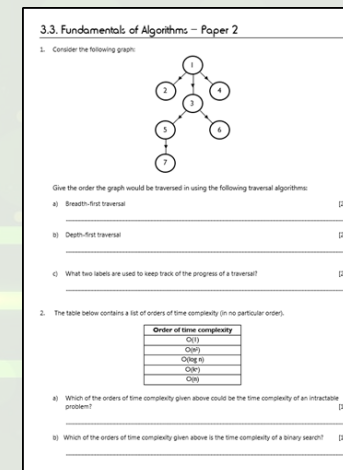 3.3. Fundamentals of Algorithms – Paper 2
1. Consider the following graph:
1
2
4
3
5
6
7
Give the order the graph would be traversed in using the following traversal algorithms:
a) Breadth-first traversal [2
b) Depth-first traversal [2
c) What two labels are used to keep track of the progress of a traversal? [2
2. The table below contains a list of orders of time complexity (in no particular order).
Order of time complexity
O(1)
O(n²)
O(log n)
O(kⁿ)
O(n)
a) Which of the orders of time complexity given above could be the time complexity of an intractable
problem? [1
b) Which of the orders of time complexity given above is the time complexity of a binary search? [1